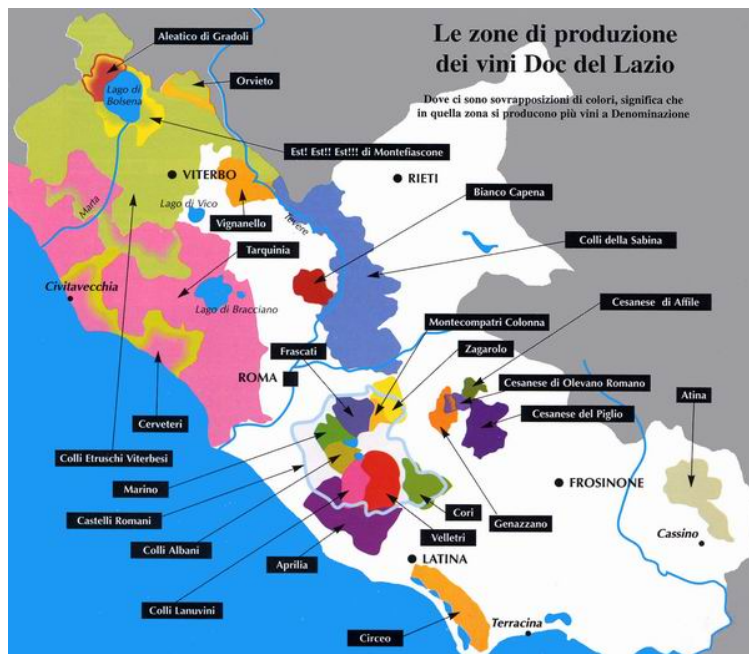 Le zone di produzione
dei vini Doc del Lazio
Dove ci sono sovrapposizioni di colori, significa che
in quella zona si producono più vini a Denominazione
Aleatico di Gradoli
Orvieto
Lago di
Bolsena
Est! Est!! Est!!! di Montefiascone
VITERBO
RIETI
Bianco Capena
Marta
Lago di Vico
Tevere
Vignanello
Colli della Sabina
Tarquinia
Civitavecchia
Lago di Bracciano
Cesanese di Affile
Montecompatri Colonna
Frascati
Zagarolo
ROMA
Cesanese di Olevano Romano
Atina
Cesanese del Piglio
Cerveteri
Colli Etruschi Viterbesi
Marino
FROSINONE
Castelli Romani
Cori
Genazzano
Colli Albani
Velletri
Cassino
Aprilia
LATINA
Colli Lanuvini
Terracina
Circeo